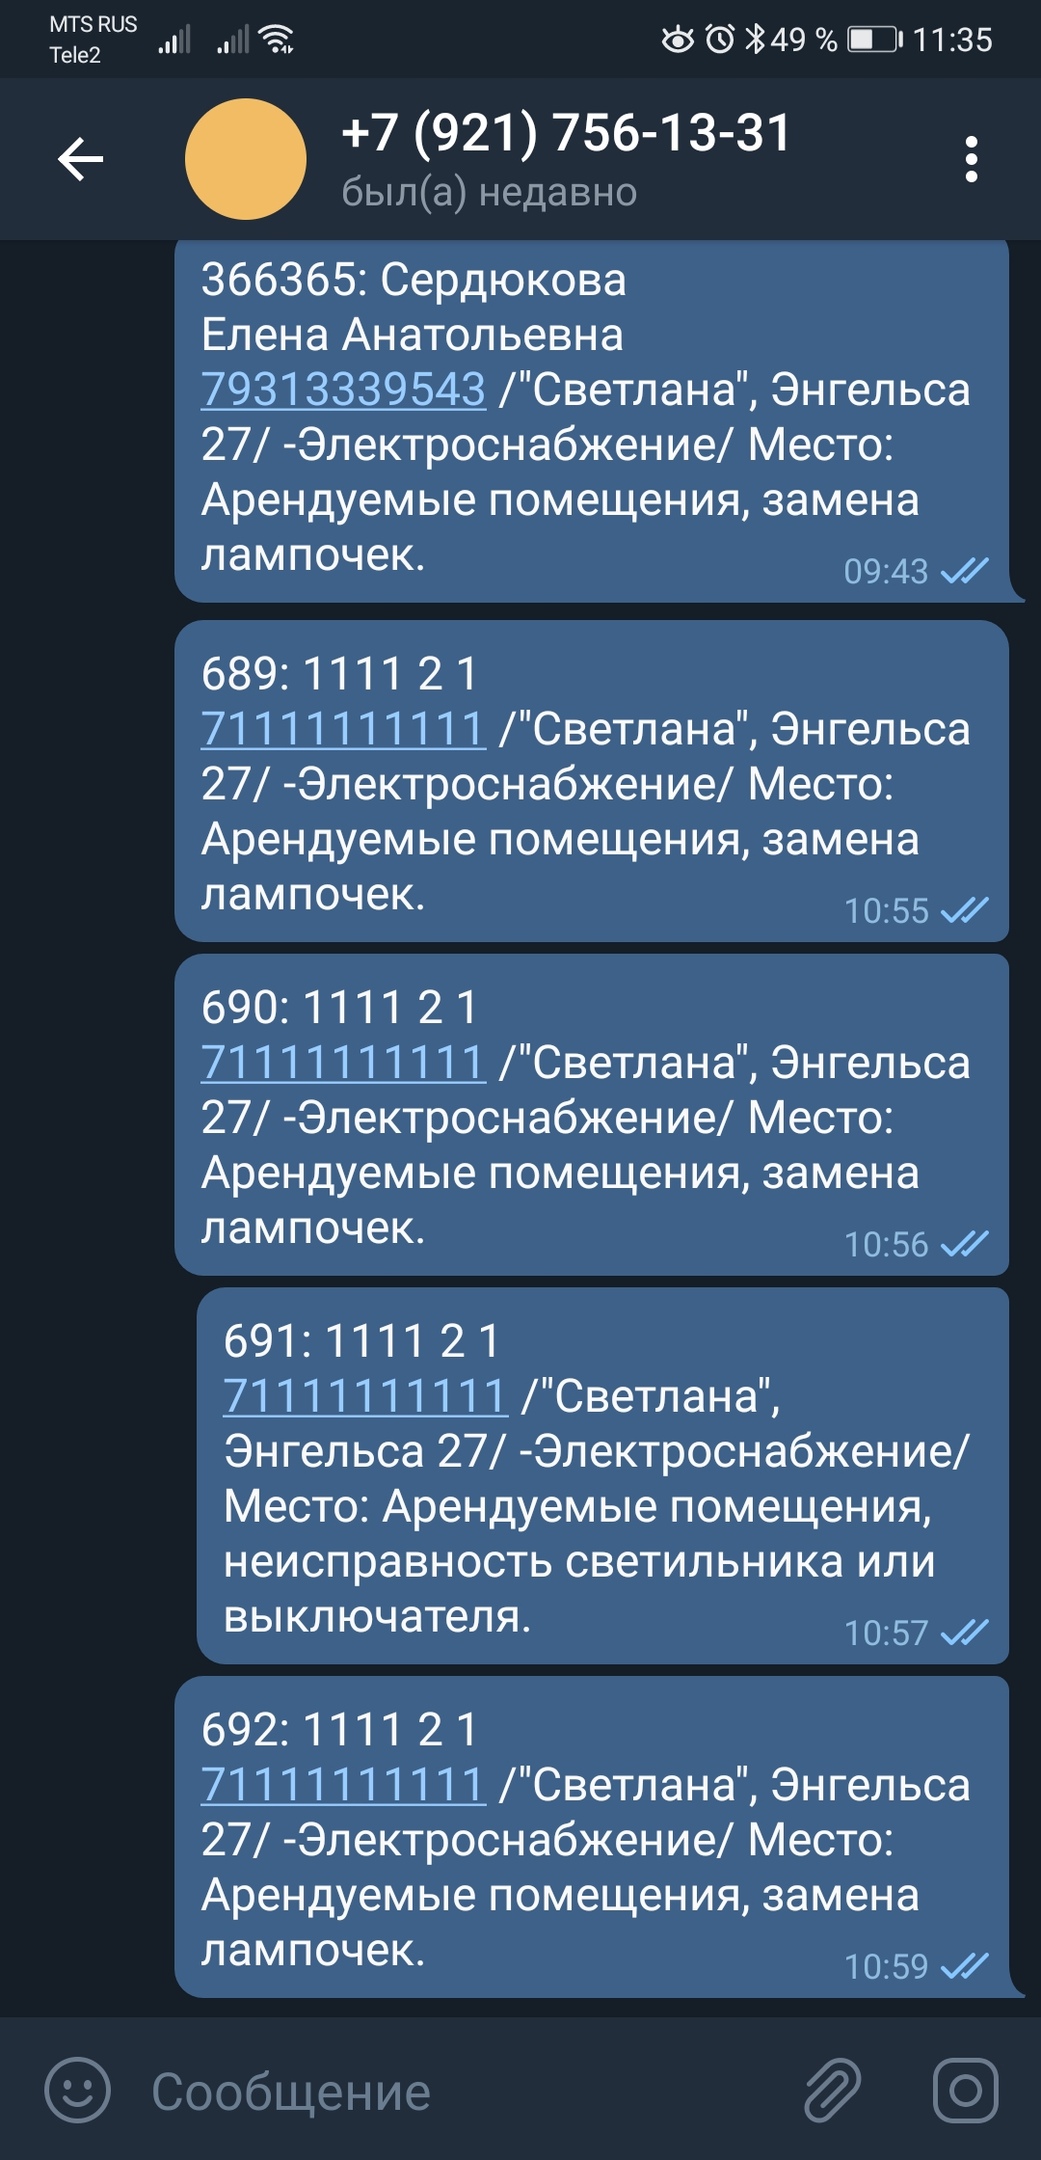 MTS RUS
Tele2
49 % 11:35
+7 (921) 756-13-31
был(а) недавно
366365: Сердюкова
Елена Анатольевна
79313339543 /"Светлана", Энгельса
27/ -Электроснабжение/ Место:
Арендуемые помещения, замена
лампочек.
09:43
689: 1111 2 1
71111111111 /"Светлана", Энгельса
27/ -Электроснабжение/ Место:
Арендуемые помещения, замена
лампочек.
10:55
690: 1111 2 1
71111111111 /"Светлана", Энгельса
27/ -Электроснабжение/ Место:
Арендуемые помещения, замена
лампочек.
10:56
691: 1111 2 1
71111111111 /"Светлана",
Энгельса 27/ -Электроснабжение/
Место: Арендуемые помещения,
неисправность светильника или
выключателя.
10:57
692: 1111 2 1
71111111111 /"Светлана", Энгельса
27/ -Электроснабжение/ Место:
Арендуемые помещения, замена
лампочек.
10:59
Сообщение